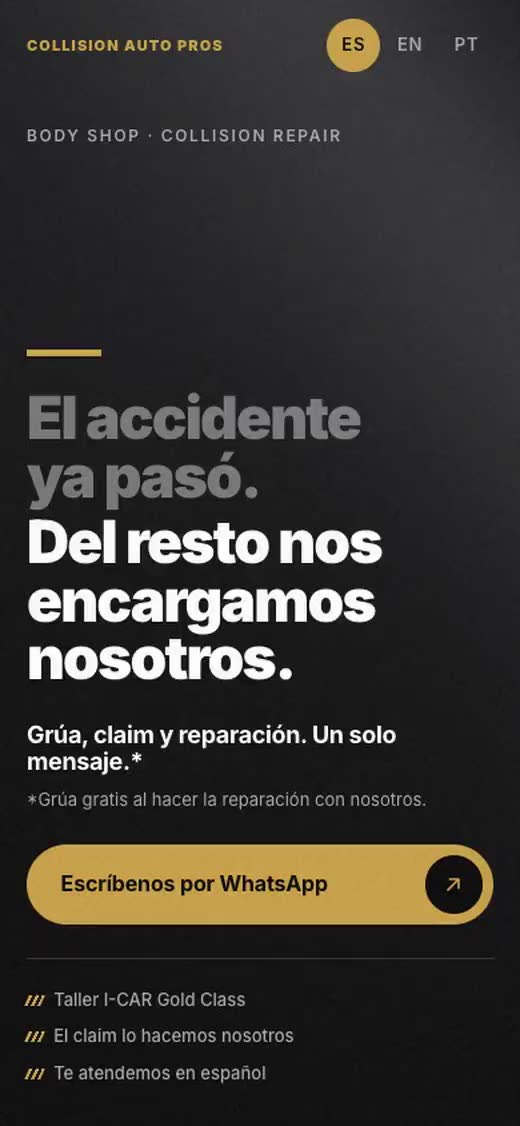 COLLISION AUTO PROS
ES EN PT
BODY SHOP · COLLISION REPAIR
El accidente
ya pasó.
Del resto nos
encargamos
nosotros.
Grúa, claim y reparación. Un solo
mensaje.*
*Grúa gratis al hacer la reparación con nosotros.
Escríbenos por WhatsApp
Taller I-CAR Gold Class
El claim lo hacemos nosotros
Te atendemos en español